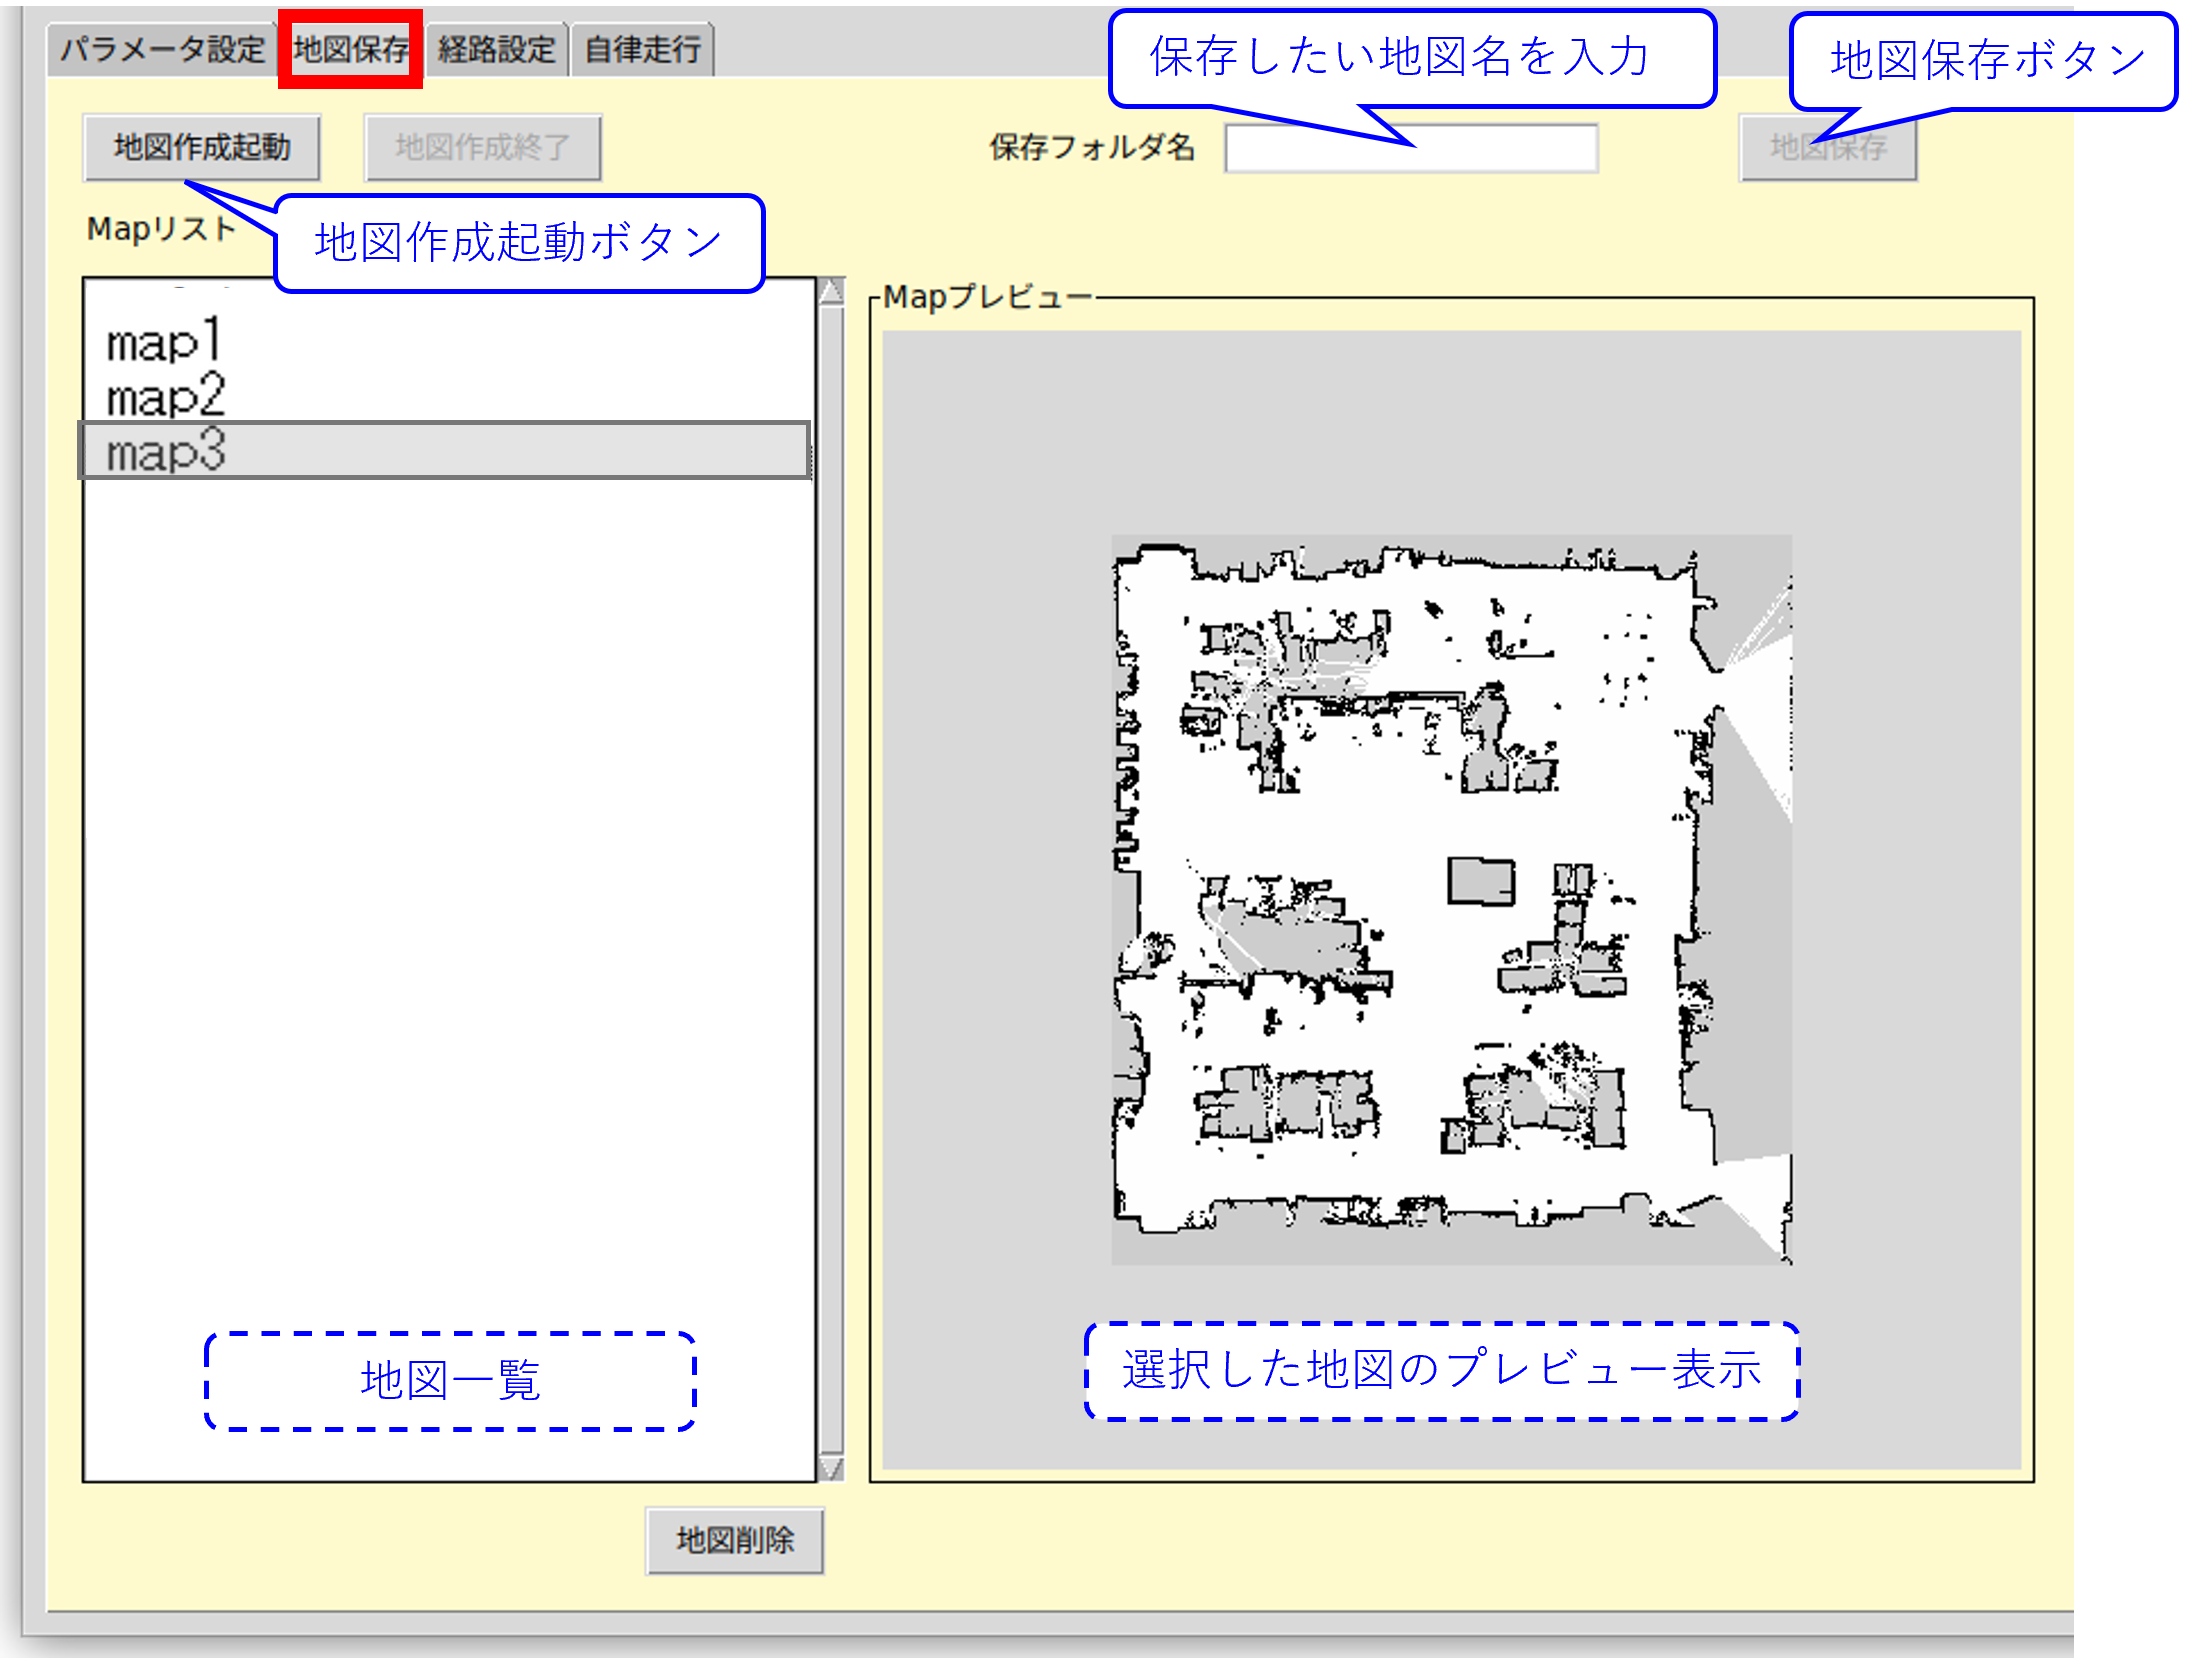 パラメータ設定
地図保存
経路設定
自律走行
保存したい地図名を入力
地図保存ボタン
地図作成起動
地図作成終了
保存フォルダ名
地図保存
Mapリスト
地図作成起動ボタン
Mapプレビュー
map1
map2
map3
地図一覧
選択した地図のプレビュー表示
地図削除